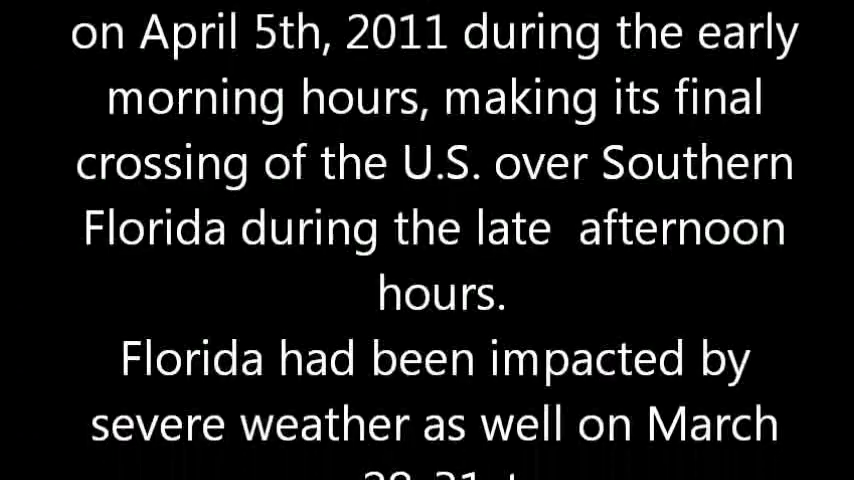 on April 5th, 2011 during the early
morning hours, making its final
crossing of the U.S. over Southern
Florida during the late  afternoon
hours.
Florida had been impacted by
severe weather as well on March